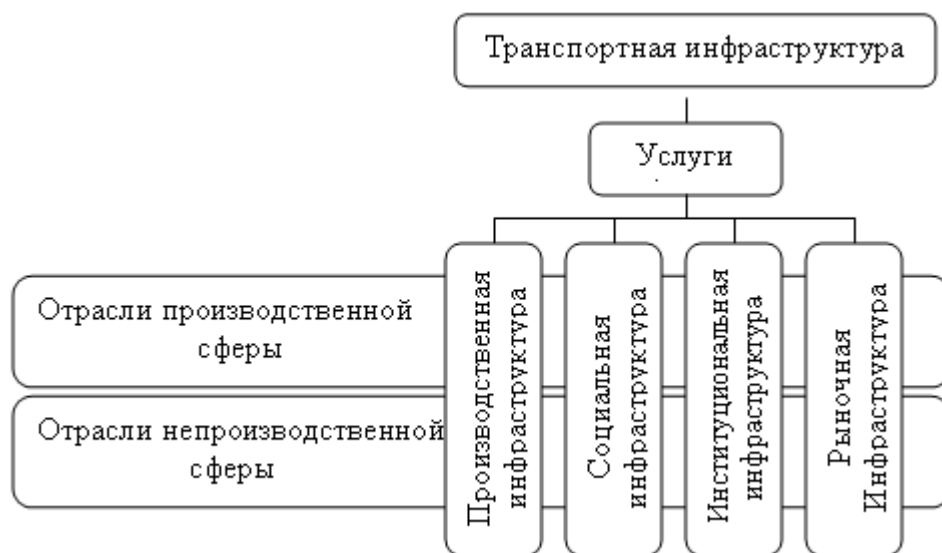 Транспортная инфраструктура
Услуги
Отрасли производственной
сферы
Отрасли непроизводственной
сферы
Производственная
инфраструктура
Социальная
инфраструктура
Институциональная
инфраструктура
Рыночная
Инфраструктура